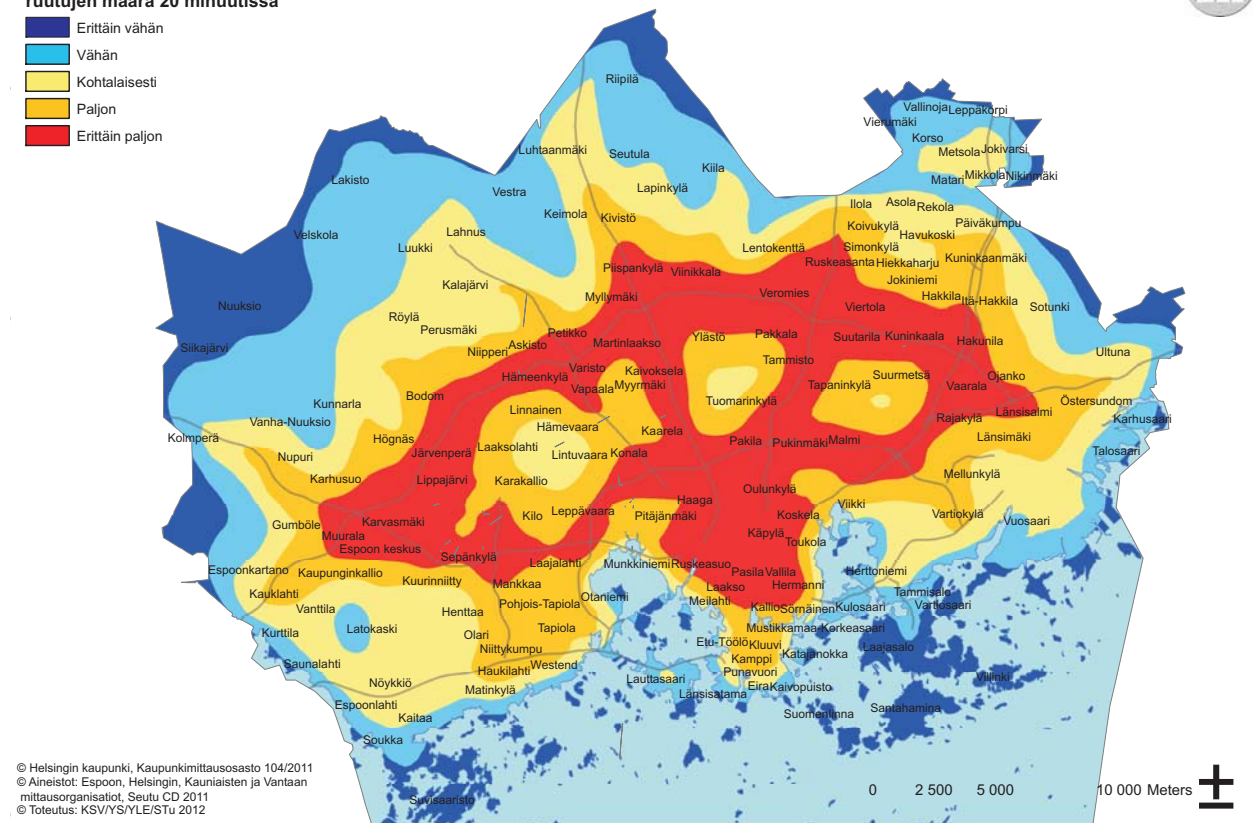 ruutujen määrä 20 minuutissa
Erittäin vähän
Vähän
Kohtalaisesti
Paljon
Erittäin paljon
Riipilä
Vallinoja Leppäkorpi
Vierumäki
Korso
Metsola Jokivarsi
Matari Mikkola Nikinmäki
Luhtaanmäki
Seutula
Kiila
Lakisto
Vestra
Lapinkylä
Keimola
Kivistö
Ilola
Asola Rekola
Koivukylä
Havukoski
Päiväkumpu
Velskola
Luukki
Lahnus
Lentokenttä
Simonkylä
Ruskeasanta Hiekkaharju
Kuninkaanmäki
Kalajärvi
Piispankylä
Viinikkala
Jokiniemi
Myllymäki
Veromies
Viertola
Hakkila Itä-Hakkila
Sotunki
Nuuksio
Röylä
Perusmäki
Petikko
Martinlaakso
Ylästö
Pakkala
Suutarila
Kuninkaala
Hakunila
Siikajärvi
Niipperi
Askisto
Tammisto
Ultuna
Hämeenkylä
Varisto
Kaivoksela
Vapaala
Myyrmäki
Tapaninkylä
Suurmetsä
Vaarala
Ojanko
Kunnarla
Bodom
Linnainen
Tuomarinkylä
Östersundom
Vanha-Nuuksio
Hämevaara
Rajakylä
Länsisalmi
Karhusaari
Kolmperä
Högnäs
Laaksolahti
Kaarela
Pakila
Pukinmäki Malmi
Länsimäki
Nupuri
Järvenperä
Lintuvaara
Konala
Talosaari
Karhusuo
Lippajärvi
Karakallio
Oulunkylä
Mellunkylä
Gumböle
Karvasmäki
Kilo
Leppävaara
Pitäjänmäki
Haaga
Koskela
Viikki
Vartiokylä
Vuosaari
Muurala
Espoon keskus
Sepänkylä
Käpylä
Toukola
Espoonkartano
Kaupunginkallio
Kuurinniitty
Mankkaa
Laajalahti
Munkkiniemi
Ruskeasuo
Pasila
Vallila
Herttoniemi
Kauklahti
Laakso
Hermanni
Tammisalo
Vanttila
Henttaa
Pohjois-Tapiola
Otaniemi
Meilahti
Kallio
Sörnäinen
Kulosaari
Vartiosaari
Kurttila
Latokaski
Olari
Tapiola
Mustikkamaa-Korkeasaari
Niittykumpu
Etu-Töölö
Kluuvi
Katajanokka
Laajasalo
Saunalahti
Haukilahti
Westend
Kamppi
Punavuori
Villinki
Nöykkiö
Matinkylä
Lauttasaari
Länsisatama
Eira
Kaivopuisto
Espoonlahti
Kaitaa
Suomenlinna
Santahamina
Soukka
Suvisaaristo
© Helsingin kaupunki, Kaupunkimittausosasto 104/2011
© Aineistot: Espoon, Helsingin, Kauniaisten ja Vantaan
mittausorganisatiot, Seutu CD 2011
© Toteutus: KSV/YS/YLE/STu 2012
0 2 500 5 000 10 000 Meters